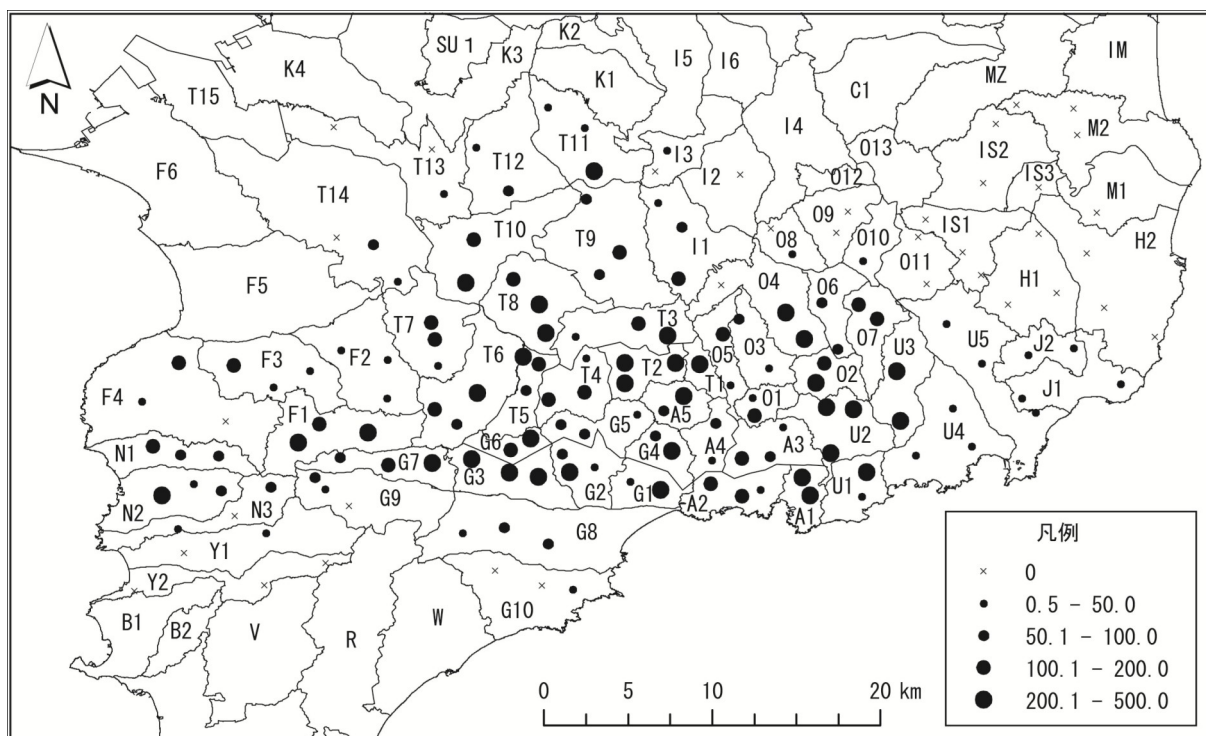 SU 1
K3
K2
K4
K1
I5
I6
IM
MZ
C1
T15
M2
T11
I4
O13
IS2
T13
T12
I3
F6
I2
O12
IS3
T14
M1
O9
IS1
T10
T9
I1
O8
O10
H2
O11
F5
O4
H1
O6
T8
T7
T3
O7
U5
F3
F2
T6
T2
O5
O3
U3
J2
F4
T4
T1
O2
J1
T5
O1
F1
G5
A5
U2
U4
N1
G6
G4
A4
A3
G7
G3
G2
U1
N2
N3
G9
G1
A2
A1
G8
Y1
Y2
G10
B1
B2
V
R
W
N
0 5 10 20 km
凡例
0
0.5 - 50.0
50.1 - 100.0
100.1 - 200.0
200.1 - 500.0